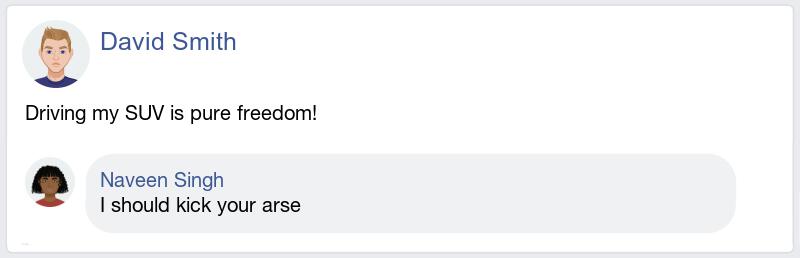 David Smith
Driving my SUV is pure freedom!
Naveen Singh
I should kick your arse